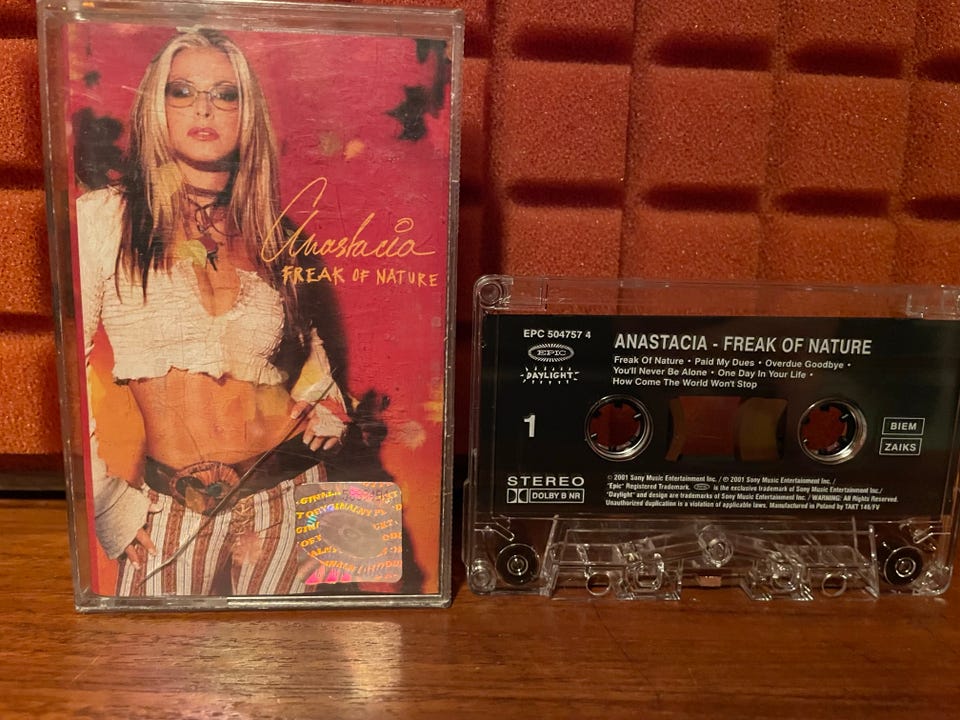 Anastacia
FREAK OF NATURE
EPC 504757 4
EPIC
DAYLIGHT
ANASTACIA - FREAK OF NATURE
Freak Of Nature • Paid My Dues • Overdue Goodbye •
You'll Never Be Alone • One Day In Your Life •
How Come The World Won't Stop
1
BIEM
ZAIKS
STEREO
DOLBY B NR
© 2001 Sony Music Entertainment Inc./ ℗ 2001 Sony Music Entertainment Inc./
"Epic" Registered Trademark. EPIC is the exclusive trademark of Sony Music Entertainment Inc./
"Daylight" and design are trademarks of Sony Music Entertainment Inc./ WARNING: All Rights Reserved.
Unauthorized duplication is a violation of applicable laws. Manufactured in Poland by TAKT 146/FV